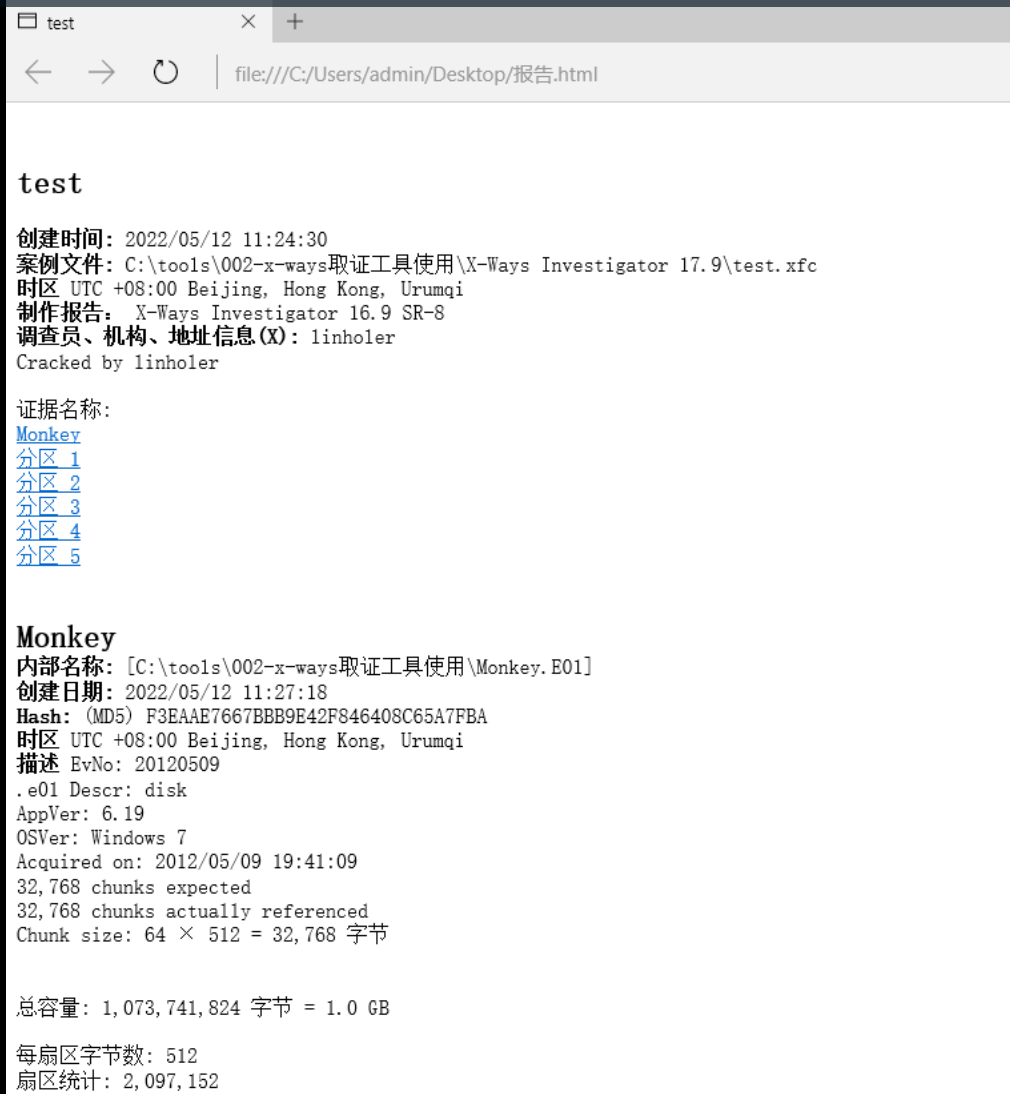 test
file:///C:/Users/admin/Desktop/报告.html
test
创建时间: 2022/05/12 11:24:30
案例文件: C:\tools\002-x-ways取证工具使用\X-Ways Investigator 17.9\test.xfc
时区 UTC +08:00 Beijing, Hong Kong, Urumqi
制作报告： X-Ways Investigator 16.9 SR-8
调查员、机构、地址信息(X): linholer
Cracked by linholer
证据名称:
Monkey
分区 1
分区 2
分区 3
分区 4
分区 5
Monkey
内部名称: [C:\tools\002-x-ways取证工具使用\Monkey.E01]
创建日期: 2022/05/12 11:27:18
Hash: (MD5) F3EAAE7667BBB9E42F846408C65A7FBA
时区 UTC +08:00 Beijing, Hong Kong, Urumqi
描述 EvNo: 20120509
.e01 Descr: disk
AppVer: 6.19
OSVer: Windows 7
Acquired on: 2012/05/09 19:41:09
32,768 chunks expected
32,768 chunks actually referenced
Chunk size: 64 × 512 = 32,768 字节
总容量: 1,073,741,824 字节 = 1.0 GB
每扇区字节数: 512
扇区统计: 2,097,152